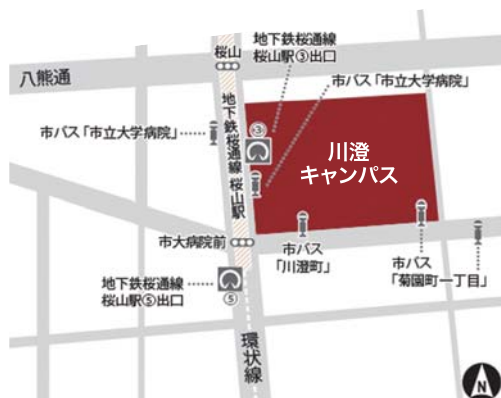 桜山
地下鉄桜通線
桜山駅③出口
八熊通
市バス「市立大学病院」
市バス「市立大学病院」
地下鉄桜通線 桜山駅
③
川澄
キャンパス
市大病院前
市バス
「川澄町」
市バス
「菊園町一丁目」
地下鉄桜通線
桜山駅⑤出口
⑤
環状線
N